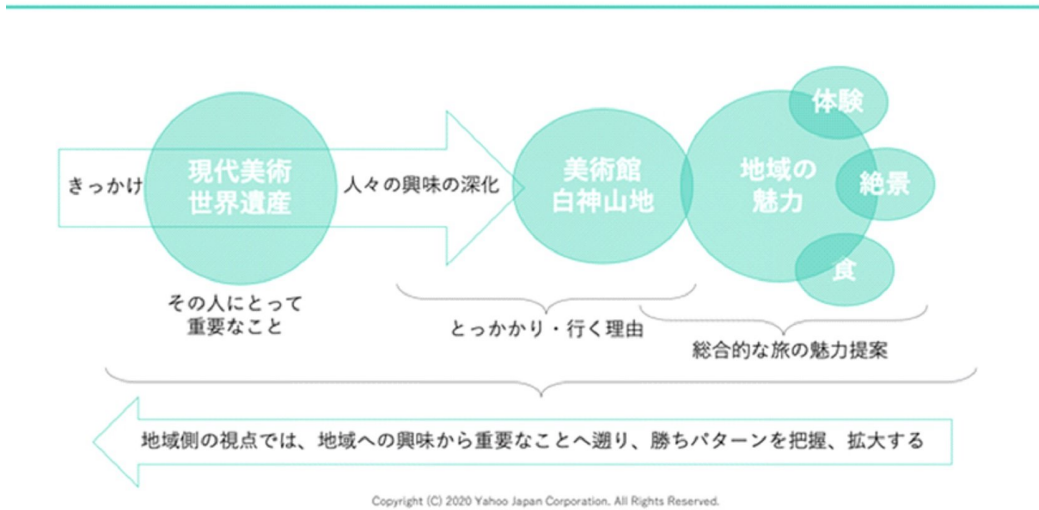 きっかけ
現代美術
世界遺産
人々の興味の深化
美術館
白神山地
地域の
魅力
体験
絶景
食
その人にとって
重要なこと
とっかかり・行く理由
総合的な旅の魅力提案
地域側の視点では、地域への興味から重要なことへ遡り、勝ちパターンを把握、拡大する
Copyright (C) 2020 Yahoo Japan Corporation. All Rights Reserved.